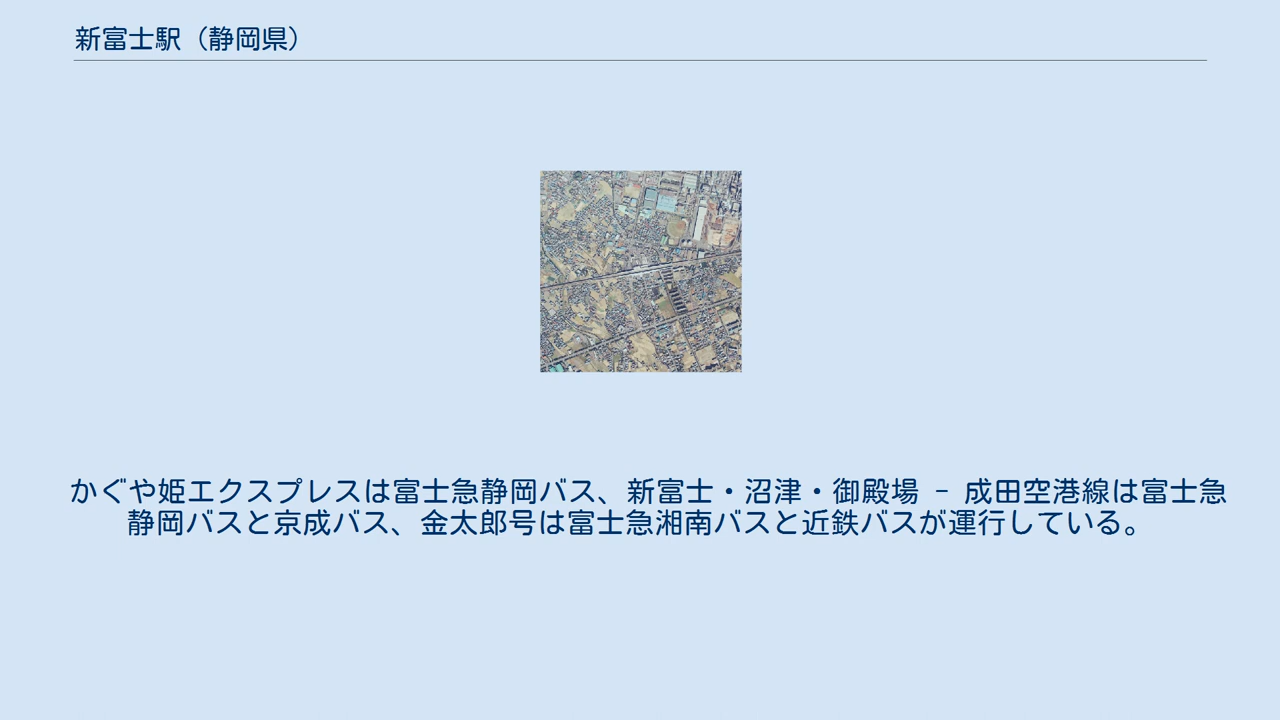 新富士駅（静岡県）
かぐや姫エクスプレスは富士急静岡バス、新富士・沼津・御殿場 - 成田空港線は富士急
静岡バスと京成バス、金太郎号は富士急湘南バスと近鉄バスが運行している。